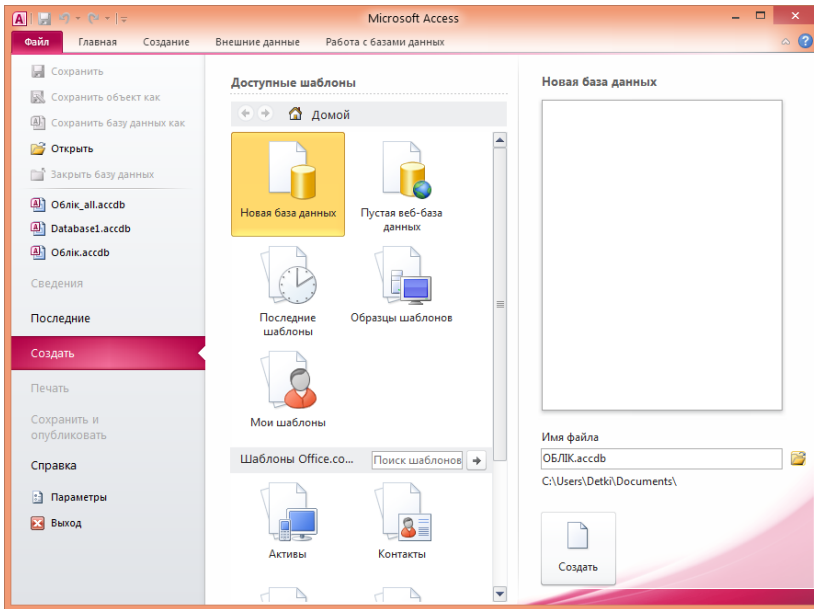 Microsoft Access
Файл Главная Создание Внешние данные Работа с базами данных
Сохранить
Сохранить объект как
Сохранить базу данных как
Открыть
Закрыть базу данных
Облік_all.accdb
Database1.accdb
Облік.accdb
Сведения
Последние
Создать
Печать
Сохранить и
опубликовать
Справка
Параметры
Выход
Доступные шаблоны
Домой
Новая база данных
Пустая веб-база
данных
Последние
шаблоны
Образцы шаблонов
Мои шаблоны
Шаблоны Office.co...
Поиск шаблонов
Активы
Контакты
Новая база данных
Имя файла
ОБЛІК.accdb
C:\Users\Detki\Documents\
Создать